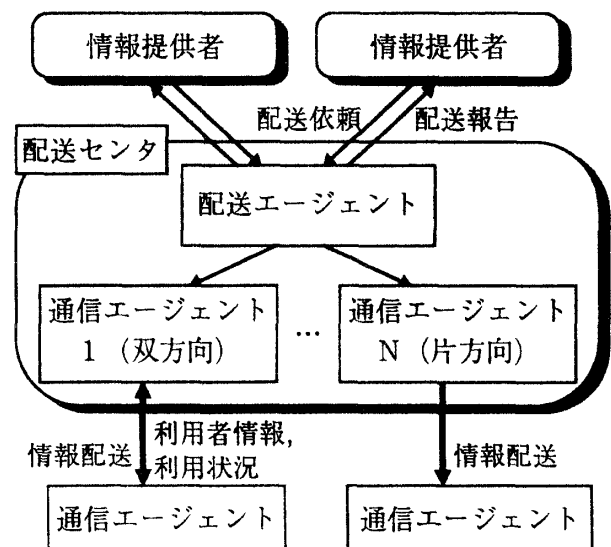 情報提供者
情報提供者
配送依頼
配送報告
配送センタ
配送エージェント
通信エージェント
1 (双方向)
…
通信エージェント
N (片方向)
情報配送
利用者情報,
利用状況
情報配送
通信エージェント
通信エージェント